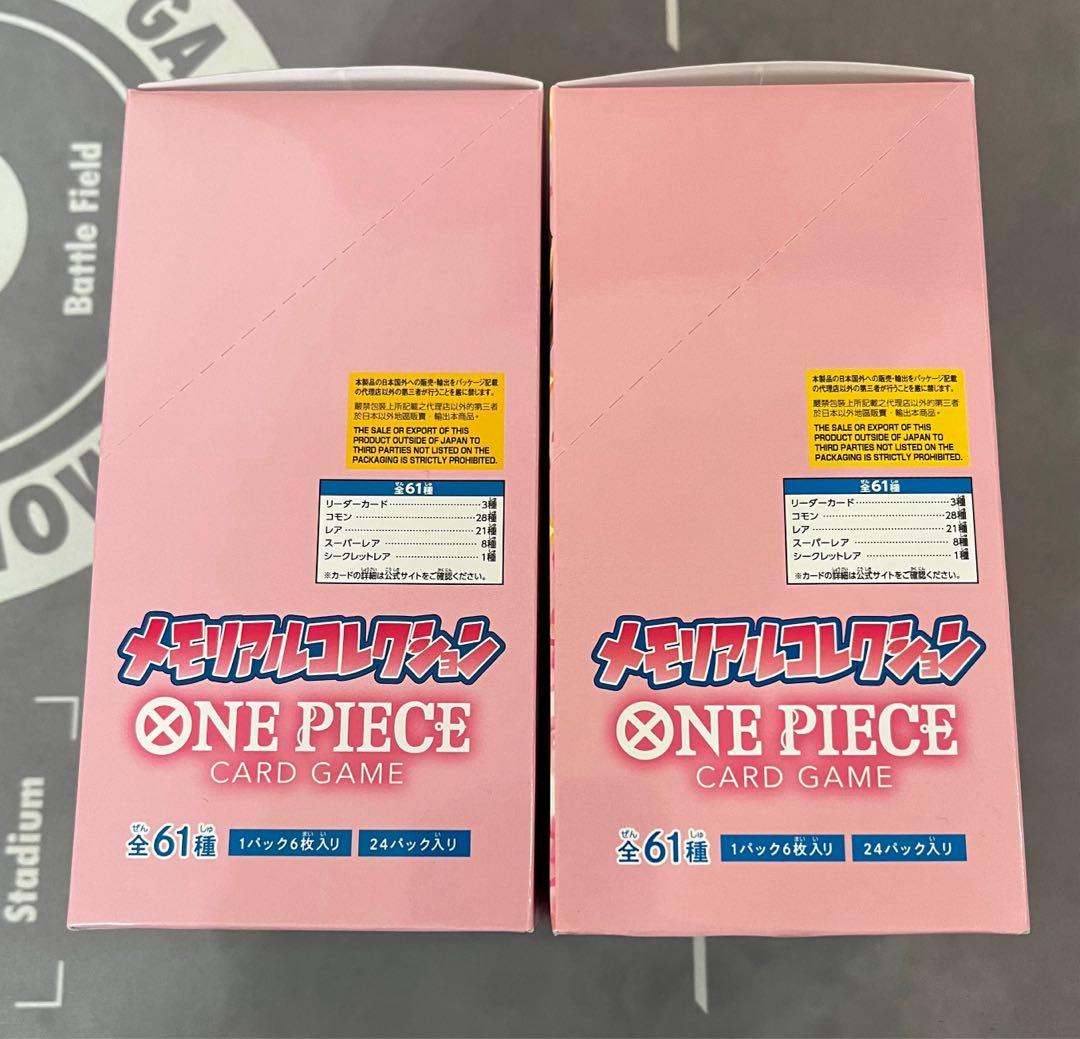 GA
Battle Field
Stadium
本製品の日本国外への販売・輸出をパッケージ記載
の代理店以外の第三者が行うことを厳に禁じます。
嚴禁包裝上所記載之代理店以外的第三者
於日本以外地區販賣・輸出本商品。
THE SALE OR EXPORT OF THIS
PRODUCT OUTSIDE OF JAPAN TO
THIRD PARTIES NOT LISTED ON THE
PACKAGING IS STRICTLY PROHIBITED.
全61種
リーダーカード 3種
コモン 28種
レア 21種
スーパーレア 8種
シークレットレア 1種
※カードの詳細は公式サイトをご確認ください。
メモリアルコレクション
ONE PIECE
CARD GAME
全61種 1パック6枚入り 24パック入り
本製品の日本国外への販売・輸出をパッケージ記載
の代理店以外の第三者が行うことを厳に禁じます。
嚴禁包裝上所記載之代理店以外的第三者
於日本以外地區販賣・輸出本商品。
THE SALE OR EXPORT OF THIS
PRODUCT OUTSIDE OF JAPAN TO
THIRD PARTIES NOT LISTED ON THE
PACKAGING IS STRICTLY PROHIBITED.
全61種
リーダーカード 3種
コモン 28種
レア 21種
スーパーレア 8種
シークレットレア 1種
※カードの詳細は公式サイトをご確認ください。
メモリアルコレクション
ONE PIECE
CARD GAME
全61種 1パック6枚入り 24パック入り